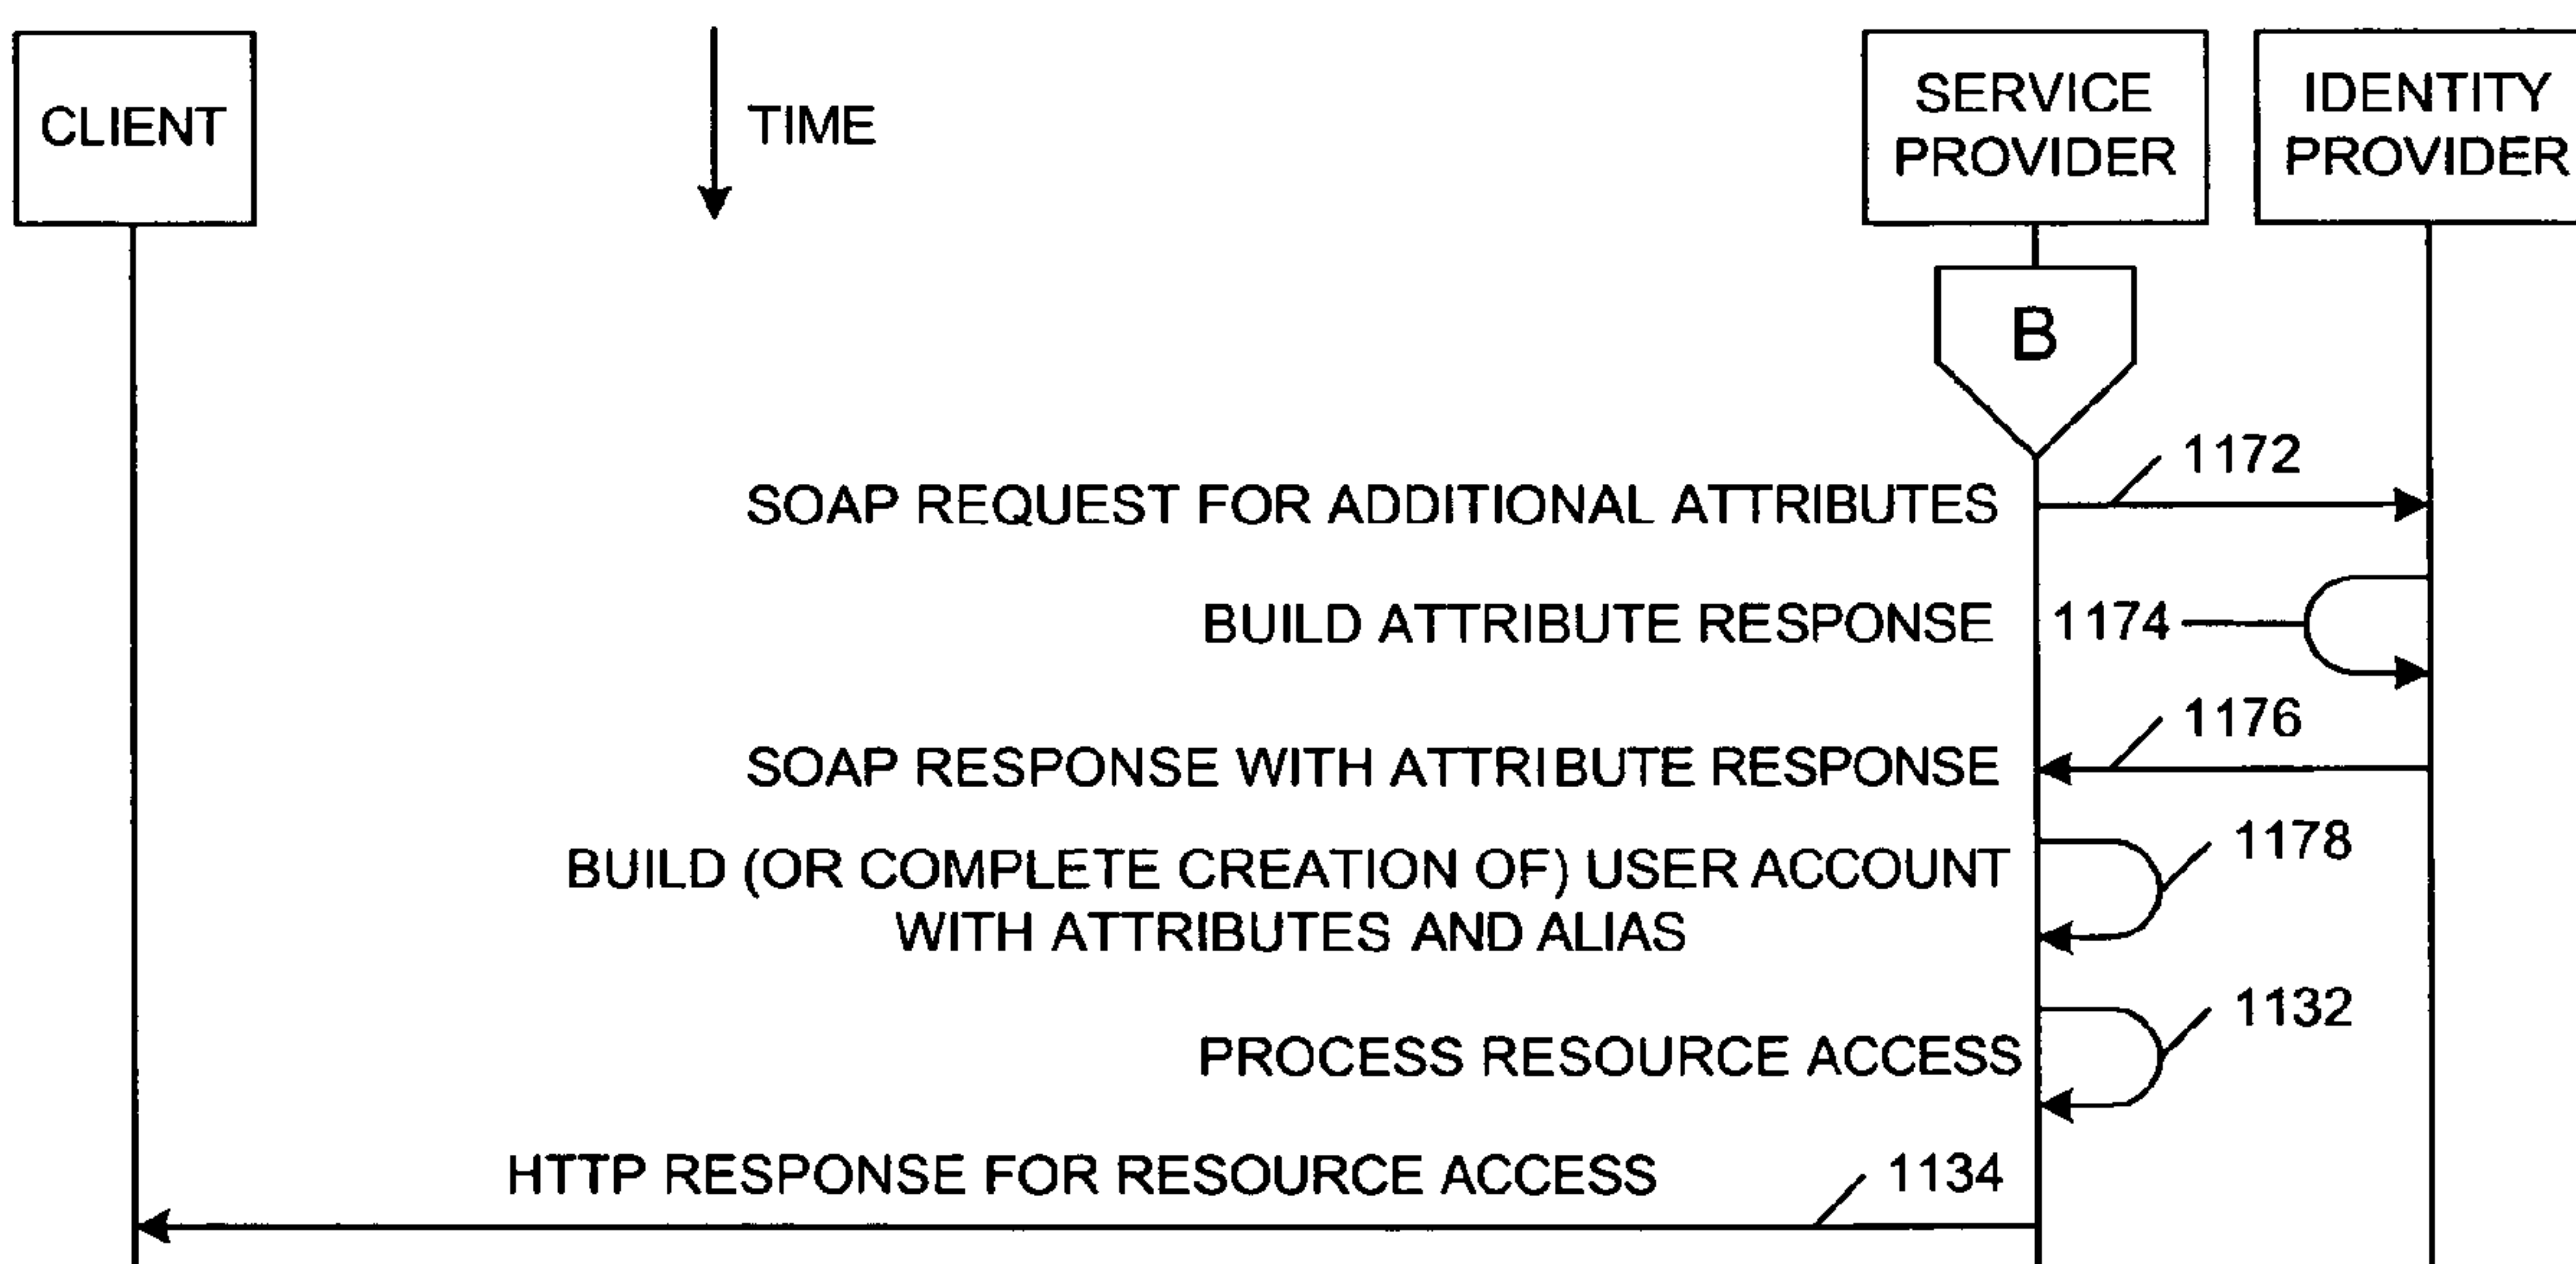 CLIENT
TIME
SERVICE
PROVIDER
IDENTITY
PROVIDER
B
1172
SOAP REQUEST FOR ADDITIONAL ATTRIBUTES
BUILD ATTRIBUTE RESPONSE
1174
1176
SOAP RESPONSE WITH ATTRIBUTE RESPONSE
1178
BUILD (OR COMPLETE CREATION OF) USER ACCOUNT
WITH ATTRIBUTES AND ALIAS
1132
PROCESS RESOURCE ACCESS
HTTP RESPONSE FOR RESOURCE ACCESS
1134